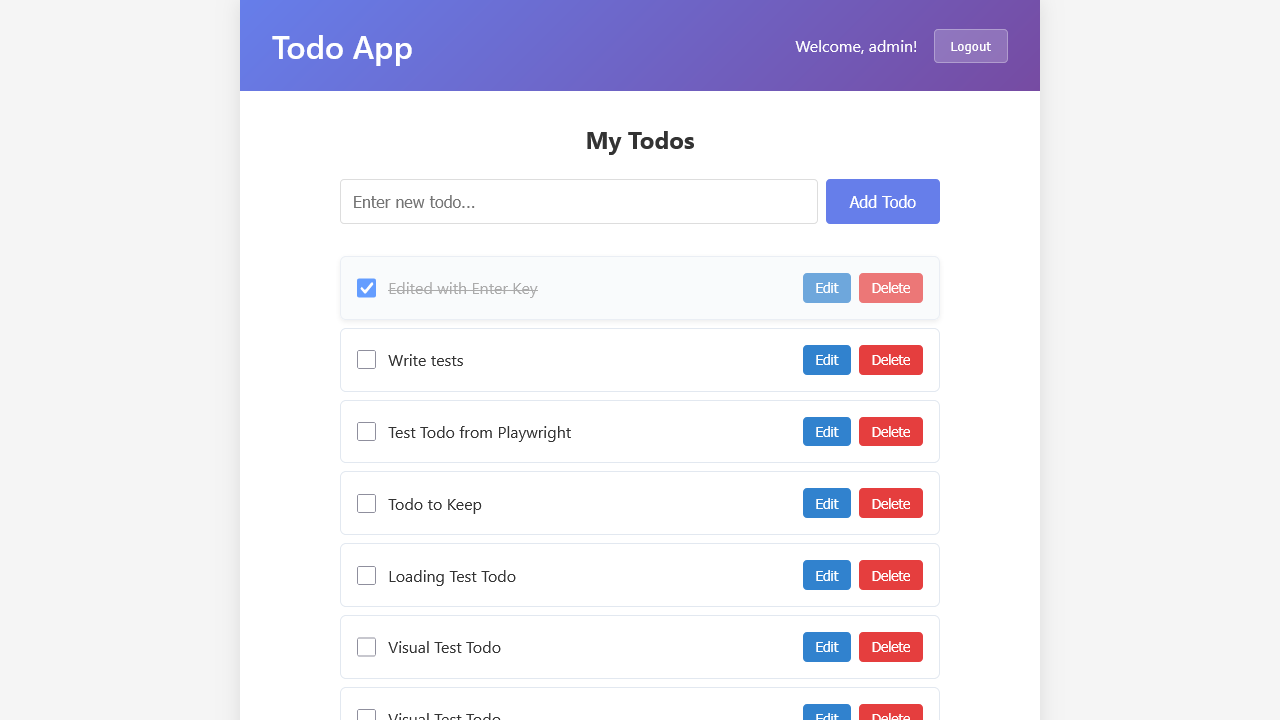 Todo App
Welcome, admin!
Logout
My Todos
Enter new todo...
Add Todo
Edited with Enter Key
Edit
Delete
Write tests
Edit
Delete
Test Todo from Playwright
Edit
Delete
Todo to Keep
Edit
Delete
Loading Test Todo
Edit
Delete
Visual Test Todo
Edit
Delete
Visual Test Todo
Edit
Delete